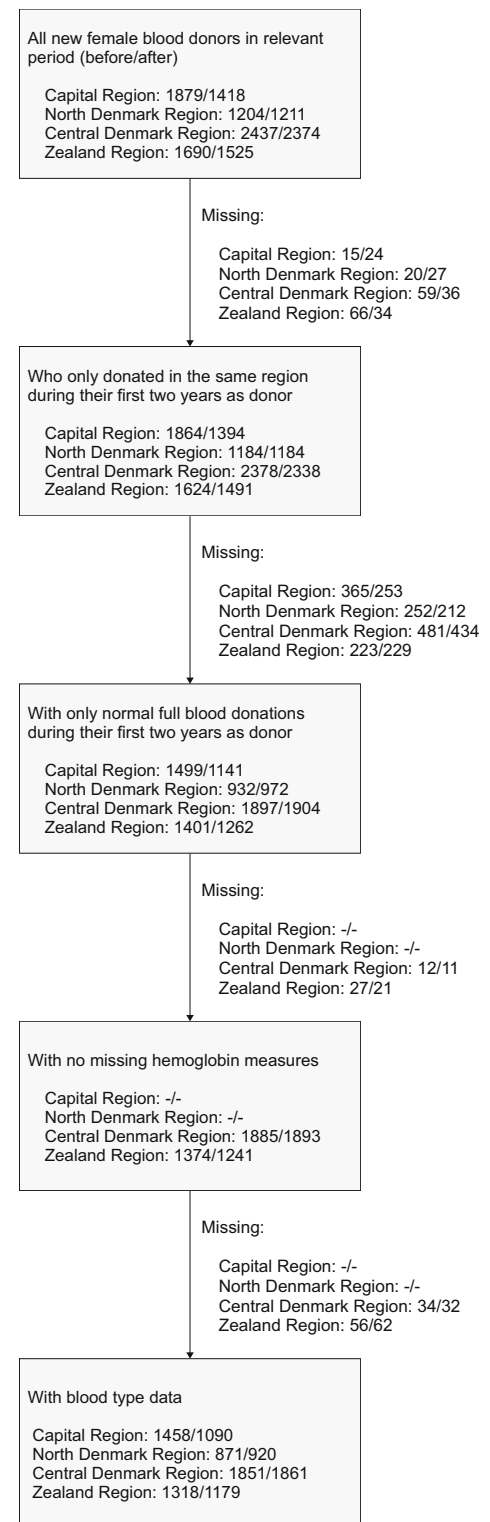 All new female blood donors in relevant
period (before/after)
Capital Region: 1879/1418
North Denmark Region: 1204/1211
Central Denmark Region: 2437/2374
Zealand Region: 1690/1525
Missing:
Capital Region: 15/24
North Denmark Region: 20/27
Central Denmark Region: 59/36
Zealand Region: 66/34
Who only donated in the same region
during their first two years as donor
Capital Region: 1864/1394
North Denmark Region: 1184/1184
Central Denmark Region: 2378/2338
Zealand Region: 1624/1491
Missing:
Capital Region: 365/253
North Denmark Region: 252/212
Central Denmark Region: 481/434
Zealand Region: 223/229
With only normal full blood donations
during their first two years as donor
Capital Region: 1499/1141
North Denmark Region: 932/972
Central Denmark Region: 1897/1904
Zealand Region: 1401/1262
Missing:
Capital Region: -/-
North Denmark Region: -/-
Central Denmark Region: 12/11
Zealand Region: 27/21
With no missing hemoglobin measures
Capital Region: -/-
North Denmark Region: -/-
Central Denmark Region: 1885/1893
Zealand Region: 1374/1241
Missing:
Capital Region: -/-
North Denmark Region: -/-
Central Denmark Region: 34/32
Zealand Region: 56/62
With blood type data
Capital Region: 1458/1090
North Denmark Region: 871/920
Central Denmark Region: 1851/1861
Zealand Region: 1318/1179